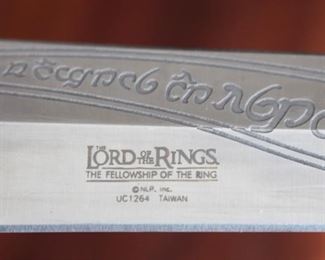 THE LORD OF THE RINGS
THE FELLOWSHIP OF THE RING
© NLP, Inc.
UC1264 TAIWAN